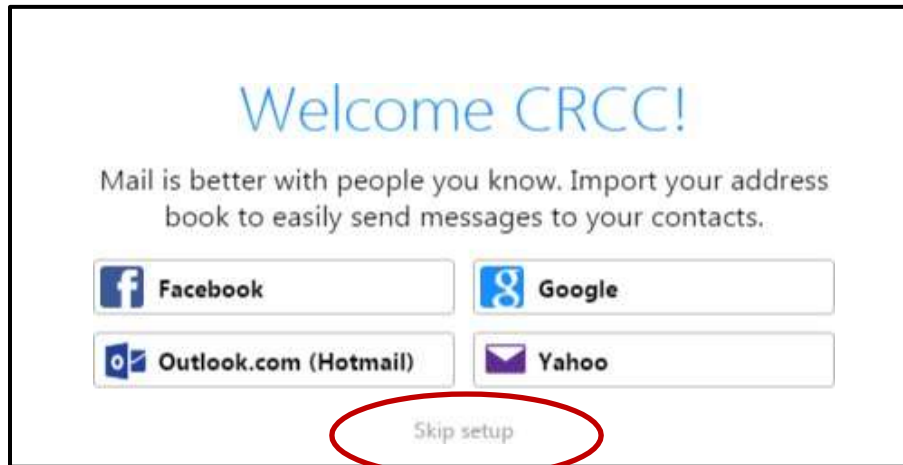 Welcome CRCC!
Mail is better with people you know. Import your address
book to easily send messages to your contacts.
Facebook
Google
Outlook.com (Hotmail)
Yahoo
Skip setup